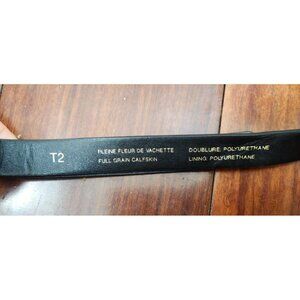 T2
PLEINE FLEUR DE VACHETTE
FULL GRAIN CALFSKIN
DOUBLURE: POLYURETHANE
LINING: POLYURETHANE